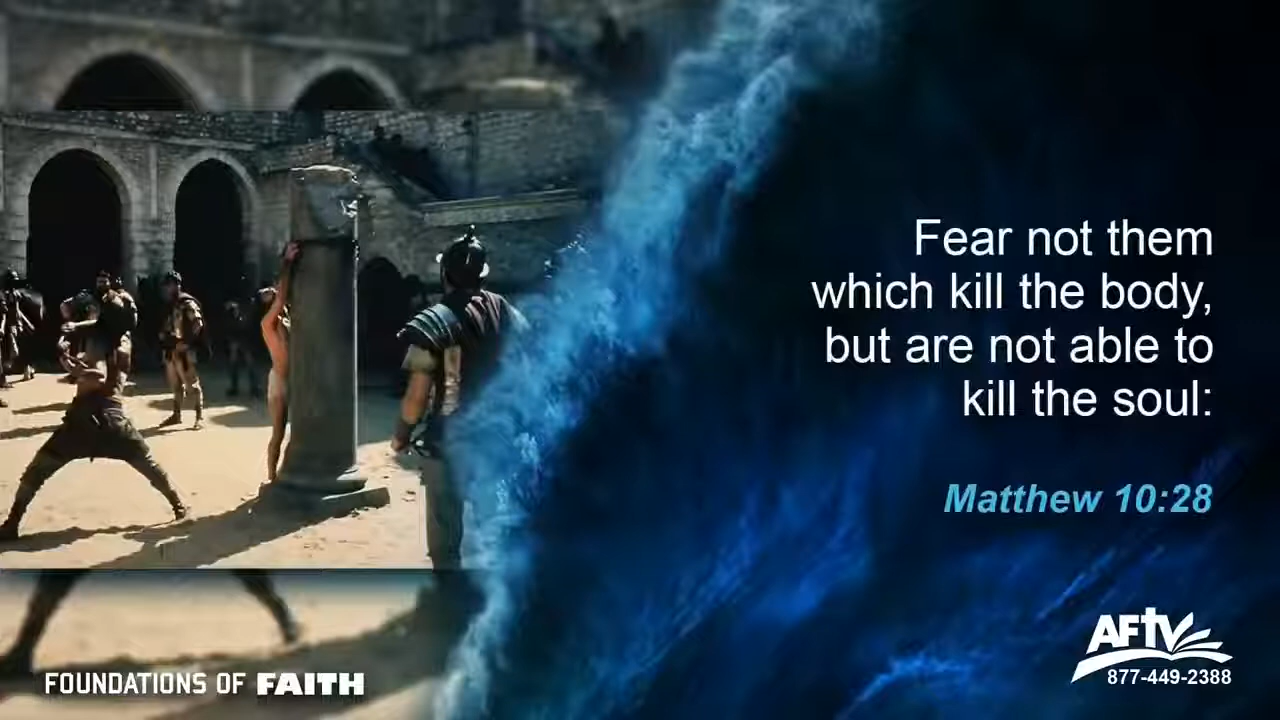 Fear not them
which kill the body,
but are not able to
kill the soul:
Matthew 10:28
AFtv
877-449-2388
FOUNDATIONS OF FAITH